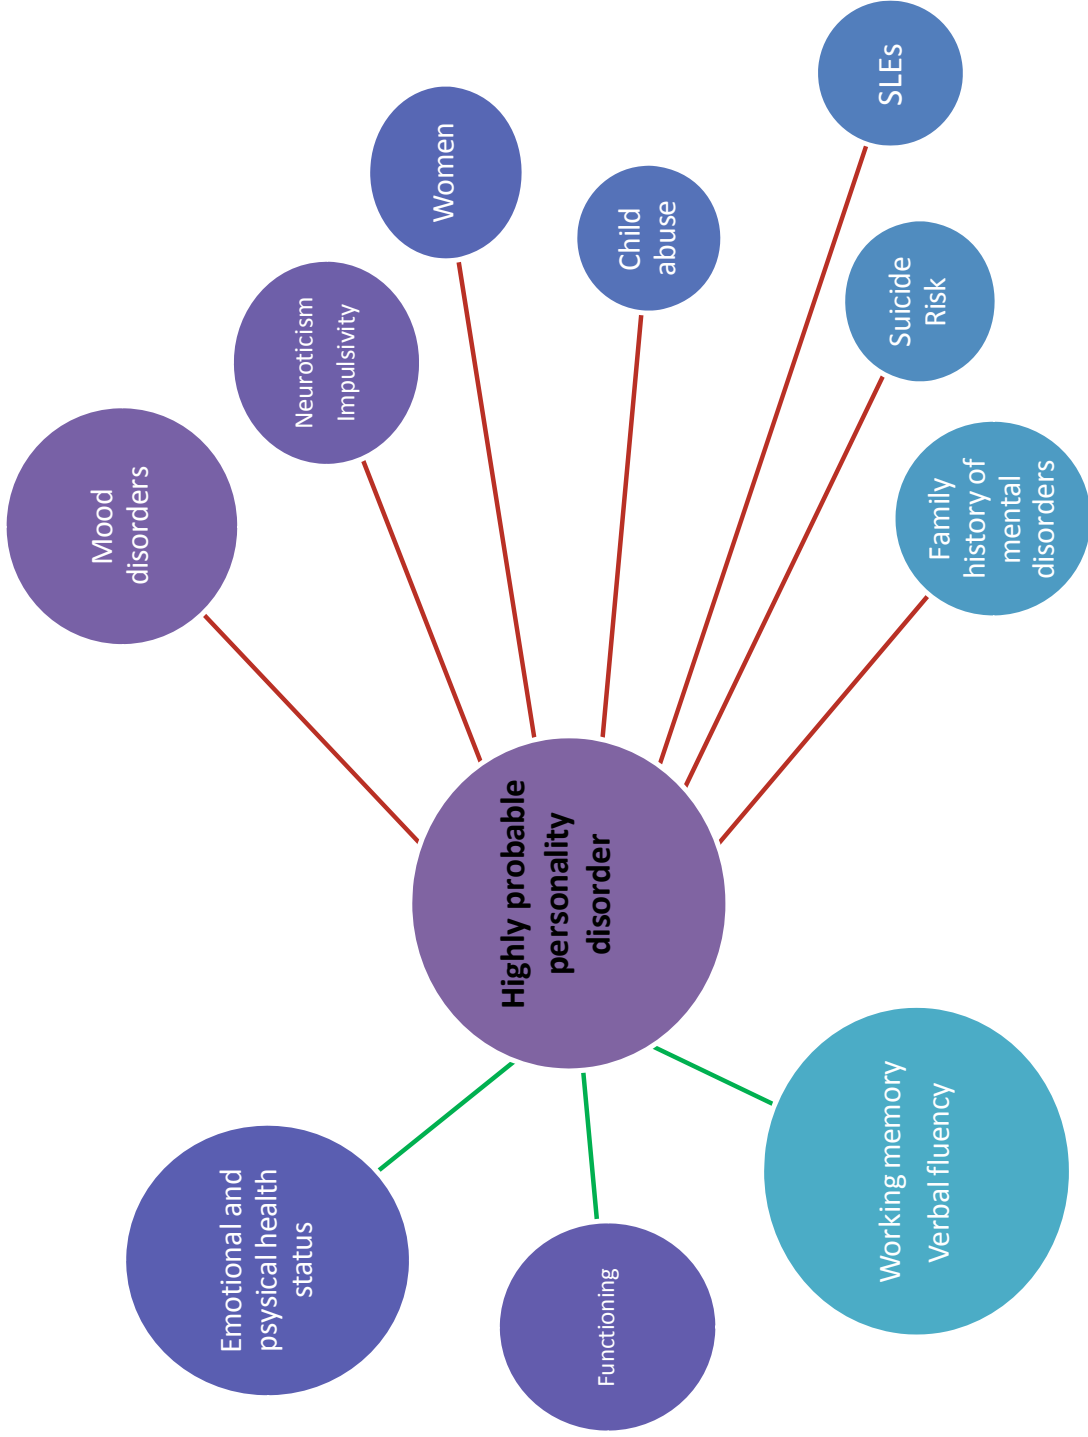 Mood
disorders
Neuroticism
Impulsivity
Women
Child
abuse
SLEs
Suicide
Risk
Family
history of
mental
disorders
Highly probable
personality
disorder
Emotional and
psysical health
status
Functioning
Working memory
Verbal fluency